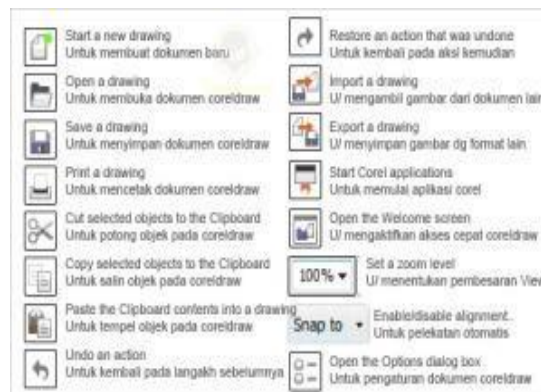 Start a new drawing
Untuk membuat dokumen baru
Open a drawing
Untuk membuka dokumen coreldraw
Save a drawing
Untuk menyimpan dokumen coreldraw
Print a drawing
Untuk mencetak dokumen coreldraw
Cut selected objects to the Clipboard
Untuk potong objek pada coreldraw
Copy selected objects to the Clipboard
Untuk salin objek pada coreldraw
Paste the Clipboard contents into a drawing
Untuk tempel objek pada coreldraw
Undo an action
Untuk kembali pada langakh sebelumnya
Restore an action that was undone
Untuk kembali pada aksi kemudian
Import a drawing
U/ mengambil gambar dari dokumen lain
Export a drawing
U/ menyimpan gambar dg format lain
Start Corel applications
Untuk memulai aplikasi corel
Open the Welcome screen
U/ mengaktifkan akses cepat coreldraw
100%
Set a zoom level
U/ menentukan pembesaran View
Snap to
Enable/disable alignment..
Untuk pelekatan otomatis
Open the Options dialog box
Untuk pengaturan dokumen coreldraw